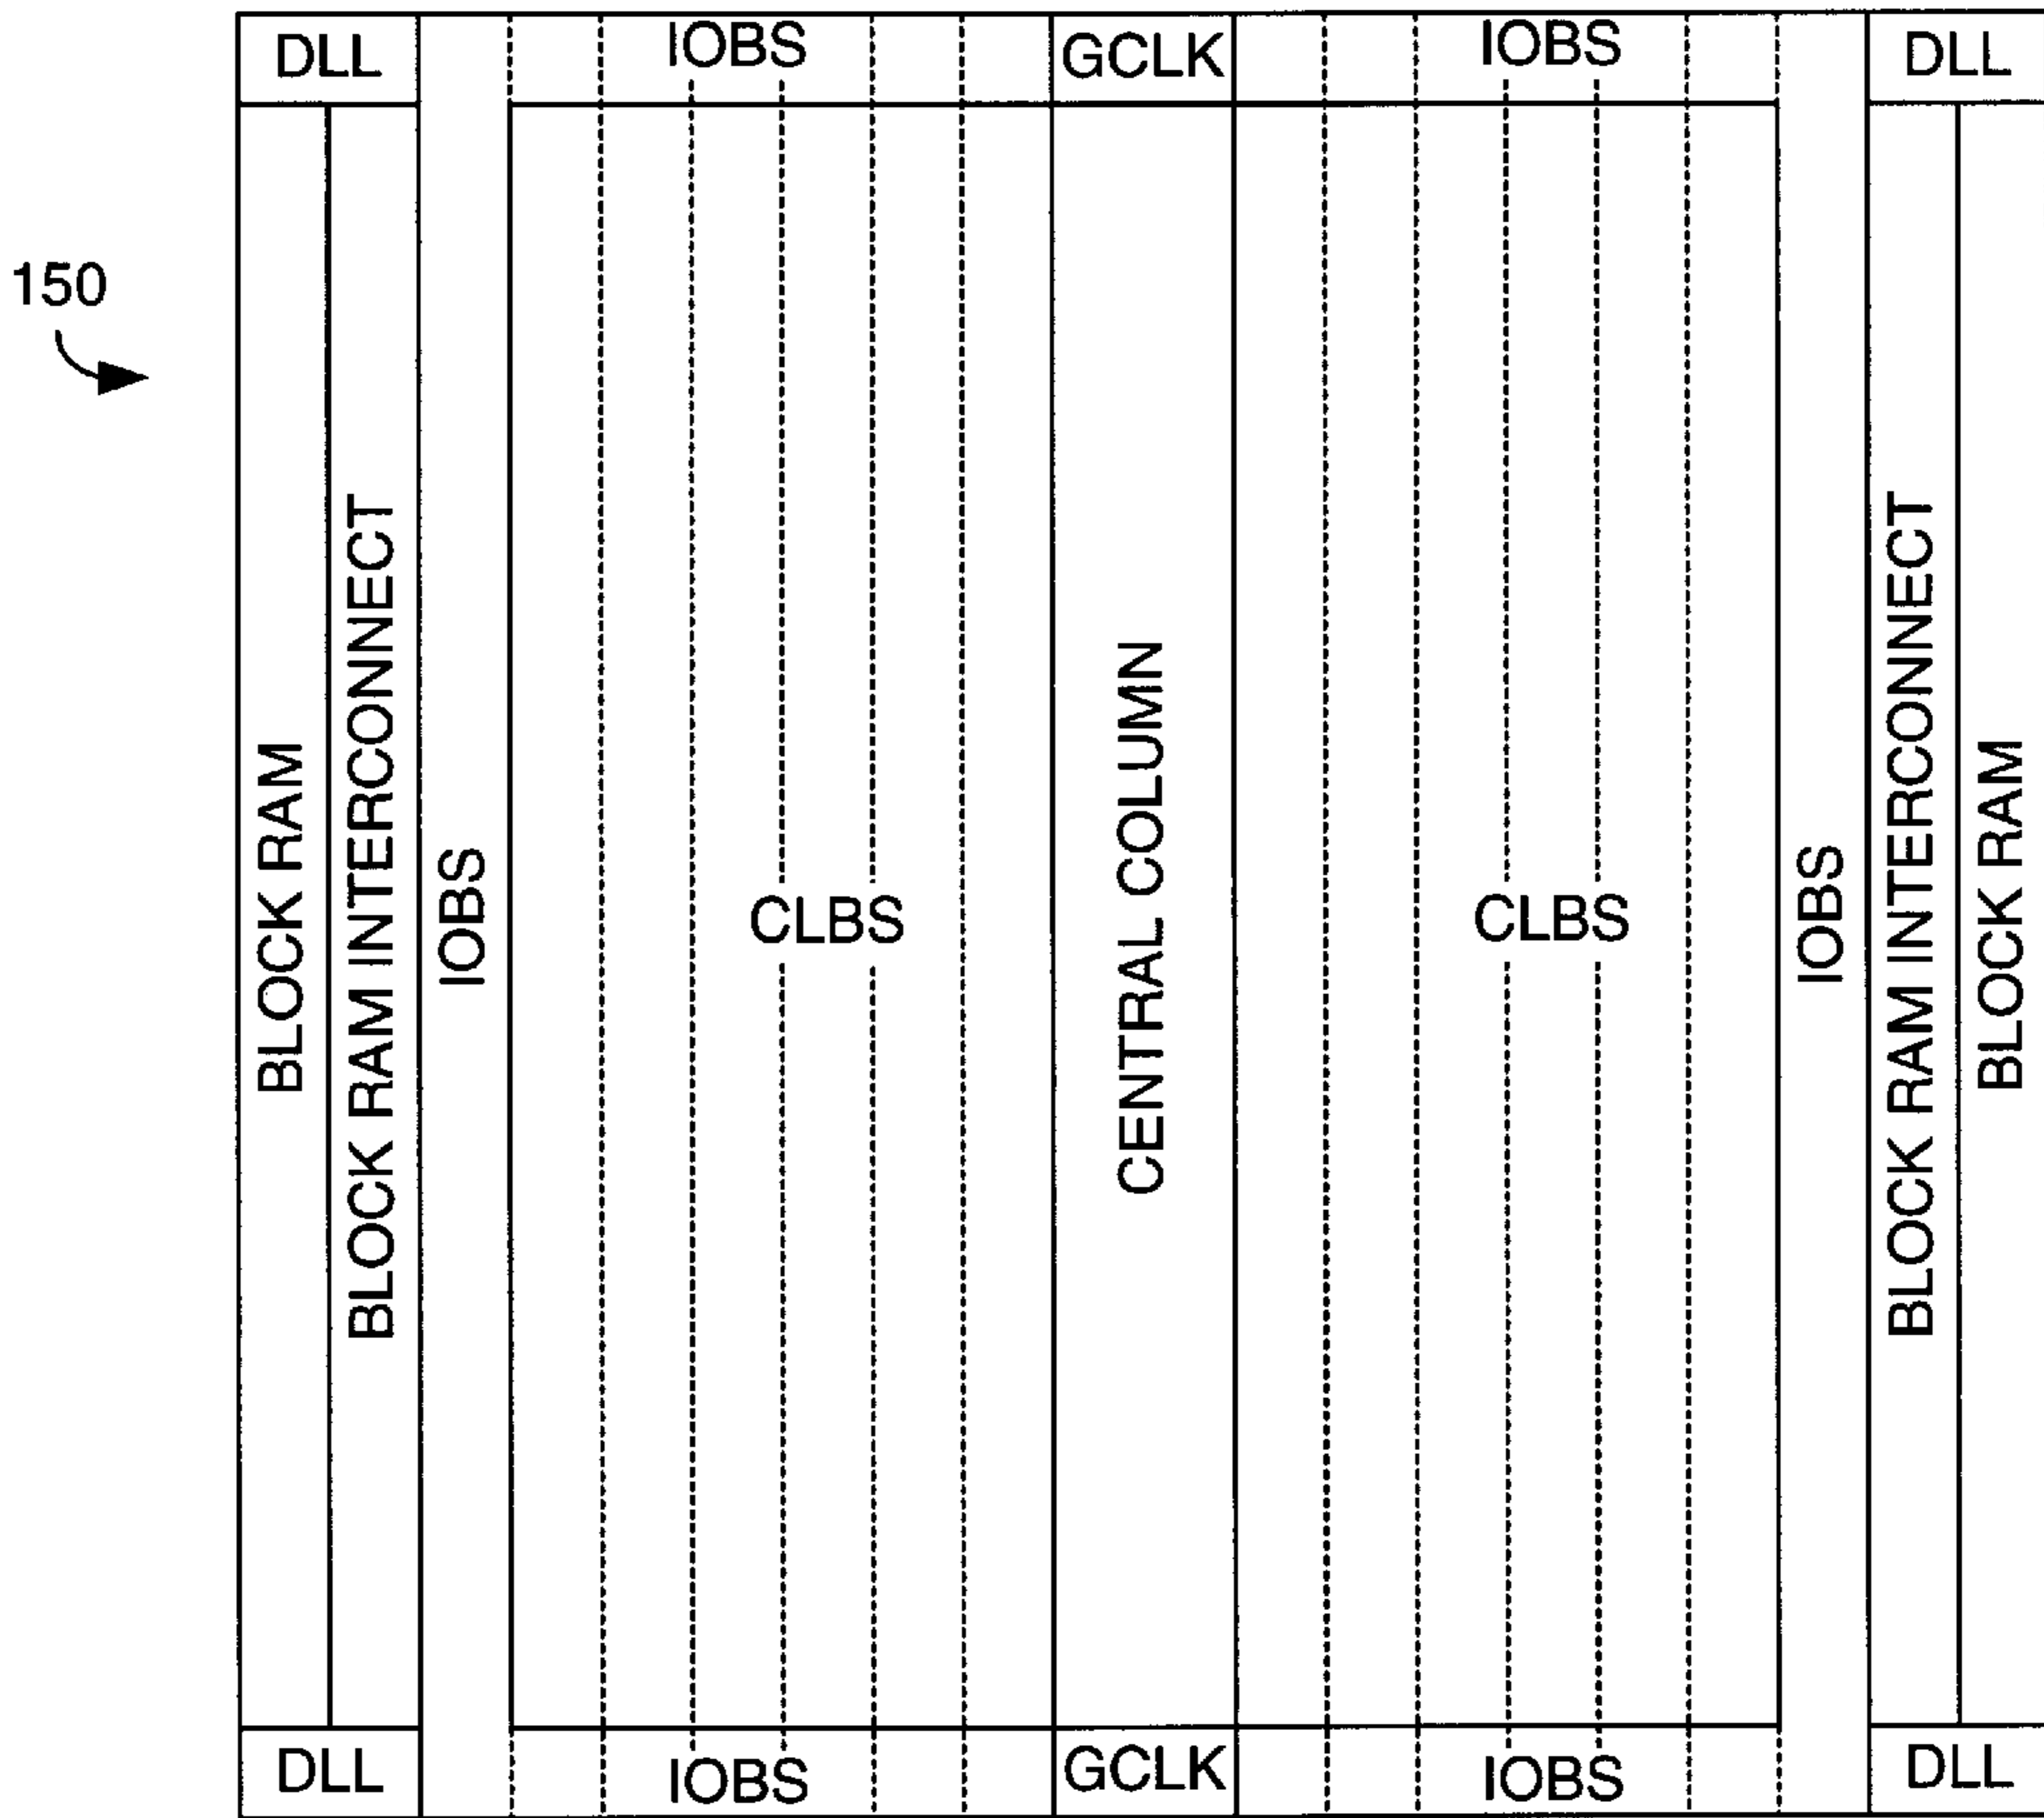 DLL
IOBS
GCLK
IOBS
DLL
150
BLOCK RAM
BLOCK RAM INTERCONNECT
IOBS
CLBS
CENTRAL COLUMN
CLBS
IOBS
BLOCK RAM INTERCONNECT
BLOCK RAM
DLL
IOBS
GCLK
IOBS
DLL